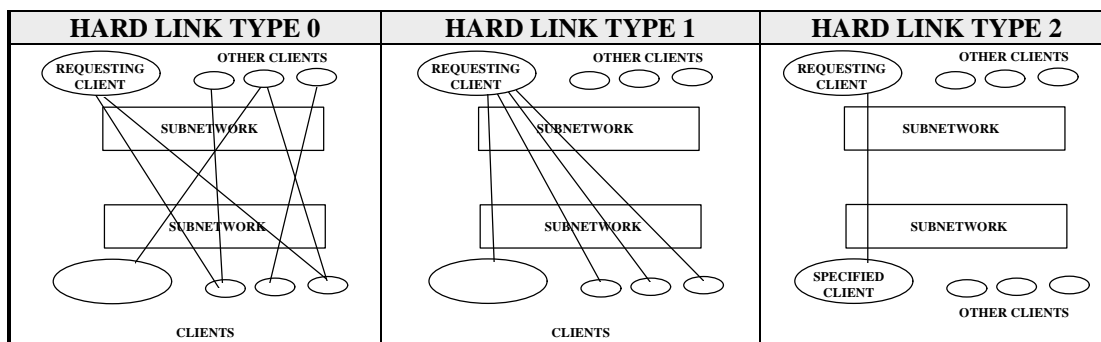 HARD LINK TYPE 0
HARD LINK TYPE 1
HARD LINK TYPE 2
REQUESTING
CLIENT
OTHER CLIENTS
SUBNETWORK
SUBNETWORK
CLIENTS
REQUESTING
CLIENT
OTHER CLIENTS
SUBNETWORK
SUBNETWORK
CLIENTS
REQUESTING
CLIENT
OTHER CLIENTS
SUBNETWORK
SUBNETWORK
SPECIFIED
CLIENT
OTHER CLIENTS